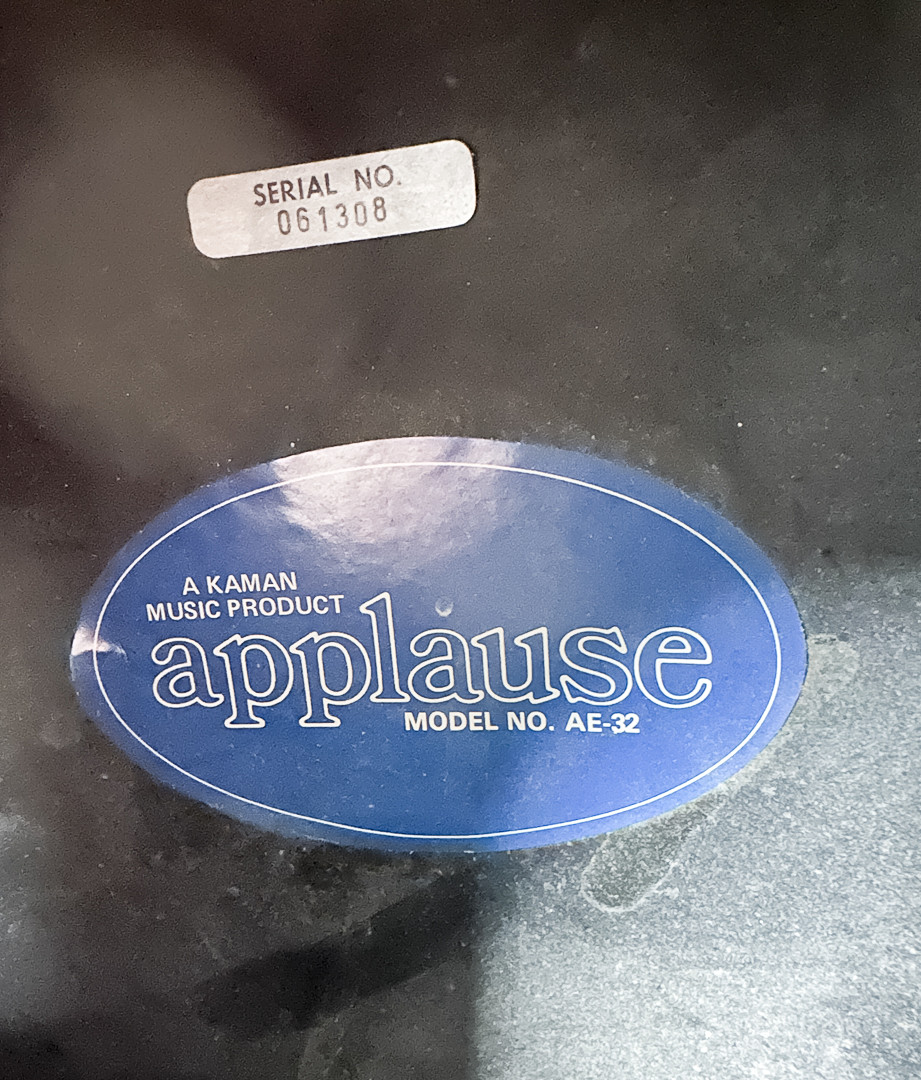 SERIAL NO.
061308
A KAMAN
MUSIC PRODUCT
applause
MODEL NO. AE-32